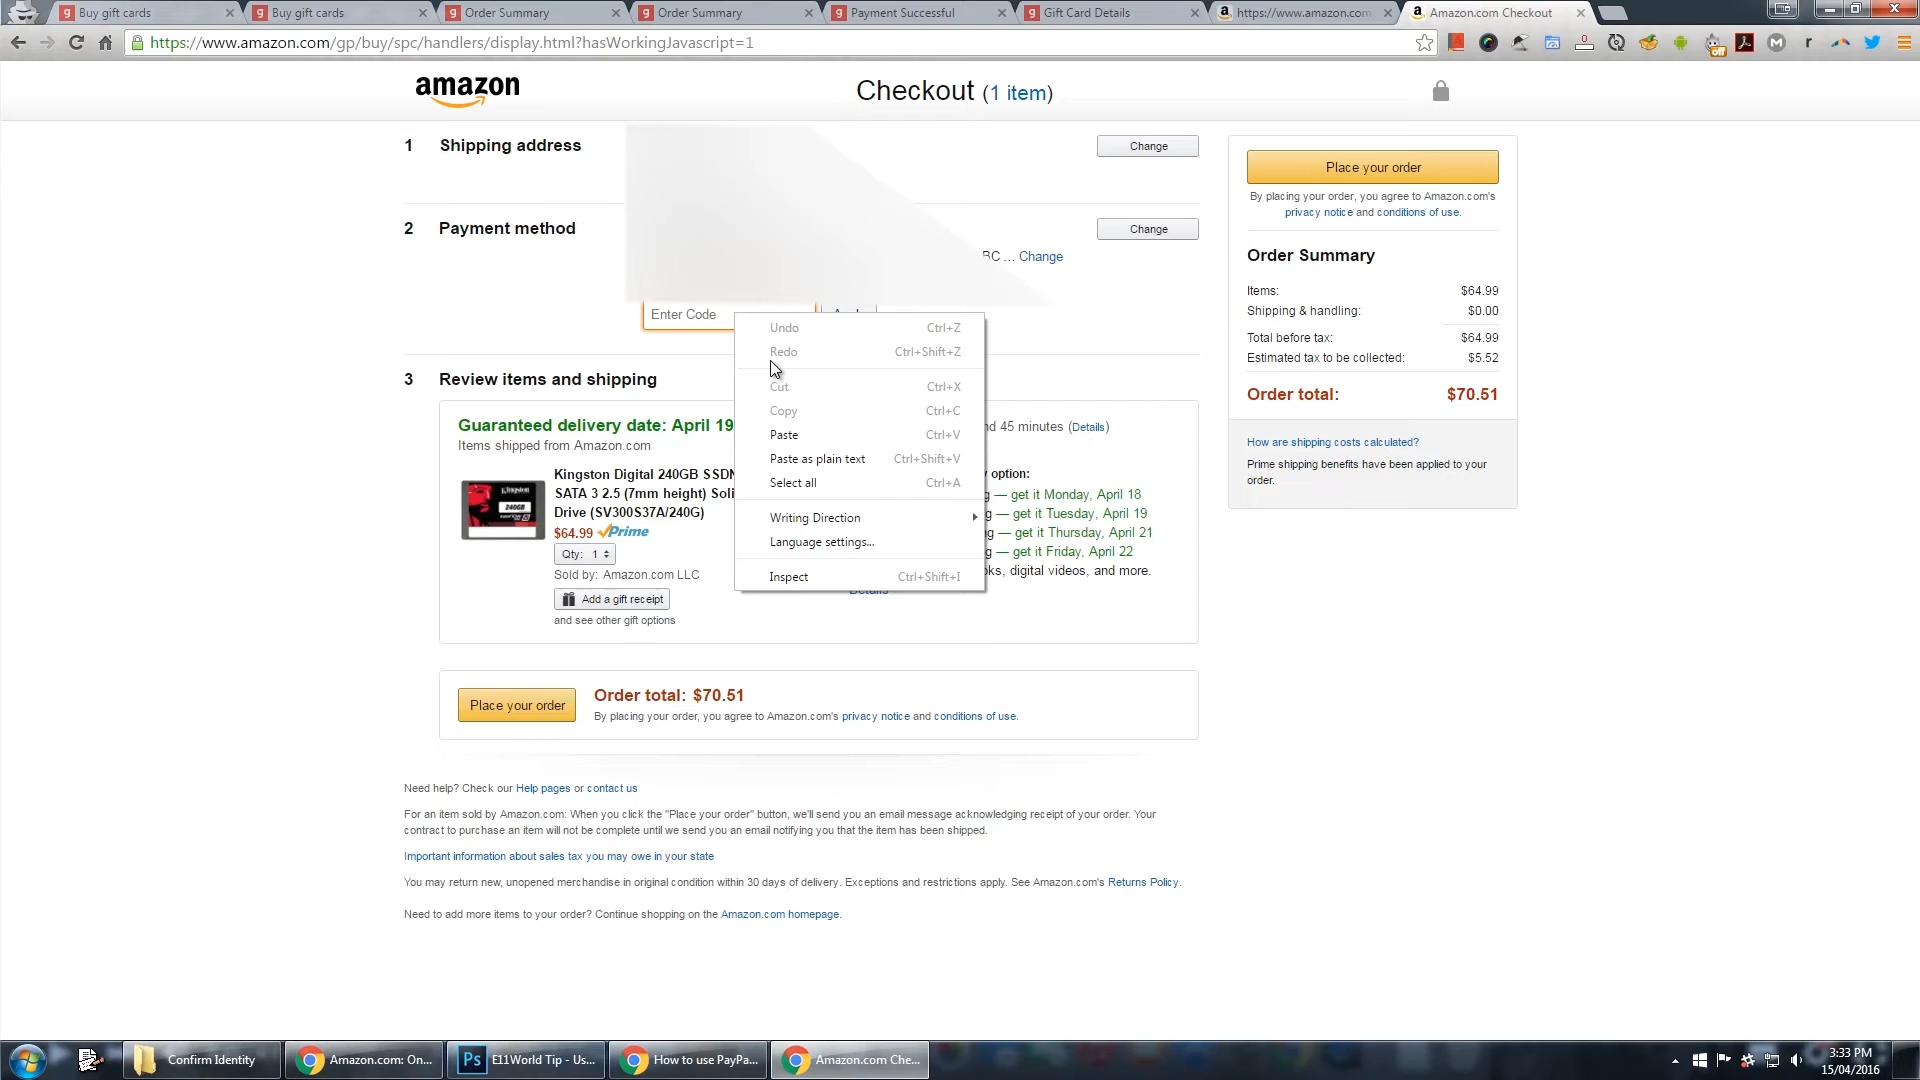 Buy gift cards
Buy gift cards
Order Summary
Order Summary
Payment Successful
Gift Card Details
https://www.amazon.com
Amazon.com Checkout
https://www.amazon.com/gp/buy/spc/handlers/display.html?hasWorkingJavascript=1
0
off
M
r
amazon
Checkout (1 item)
1 Shipping address
Change
2 Payment method
Change
BC ... Change
Enter Code
Undo Ctrl+Z
Redo Ctrl+Shift+Z
Cut Ctrl+X
Copy Ctrl+C
Paste Ctrl+V
Paste as plain text Ctrl+Shift+V
Select all Ctrl+A
Writing Direction
Language settings...
Inspect Ctrl+Shift+I
3 Review items and shipping
Guaranteed delivery date: April 19
Items shipped from Amazon.com
Kingston Digital 240GB SSDN
SATA 3 2.5 (7mm height) Soli
Drive (SV300S37A/240G)
$64.99 Prime
Qty: 1
Sold by: Amazon.com LLC
Add a gift receipt
and see other gift options
Kingston
240GB
nd 45 minutes (Details)
option:
g — get it Monday, April 18
g — get it Tuesday, April 19
ng — get it Thursday, April 21
g — get it Friday, April 22
oks, digital videos, and more.
Details
Place your order
Order total: $70.51
By placing your order, you agree to Amazon.com's privacy notice and conditions of use.
Place your order
By placing your order, you agree to Amazon.com's
privacy notice and conditions of use.
Order Summary
Items: $64.99
Shipping & handling: $0.00
Total before tax: $64.99
Estimated tax to be collected: $5.52
Order total: $70.51
How are shipping costs calculated?
Prime shipping benefits have been applied to your
order.
Need help? Check our Help pages or contact us
For an item sold by Amazon.com: When you click the "Place your order" button, we'll send you an email message acknowledging receipt of your order. Your
contract to purchase an item will not be complete until we send you an email notifying you that the item has been shipped.
Important information about sales tax you may owe in your state
You may return new, unopened merchandise in original condition within 30 days of delivery. Exceptions and restrictions apply. See Amazon.com's Returns Policy.
Need to add more items to your order? Continue shopping on the Amazon.com homepage.
Confirm Identity
Amazon.com: On...
Ps
E11World Tip - Us...
How to use PayPa...
Amazon.com Che...
3:33 PM
15/04/2016